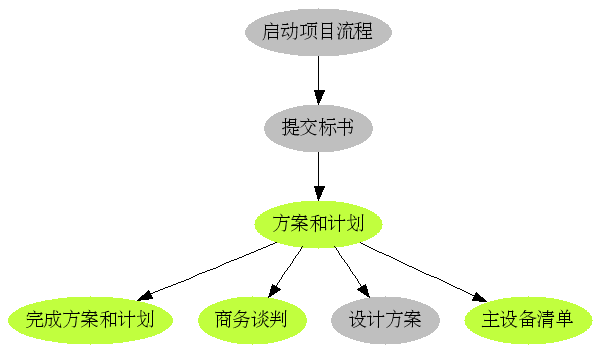 启动项目流程
提交标书
方案和计划
完成方案和计划
商务谈判
设计方案
主设备清单